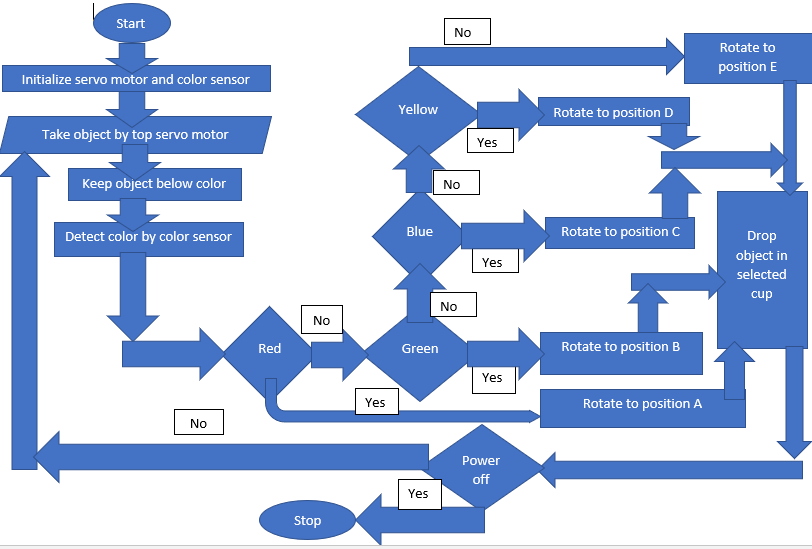 Start
Initialize servo motor and color sensor
Take object by top servo motor
Keep object below color
Detect color by color sensor
Red
No
Yes
Green
No
Yes
Blue
No
Yes
Yellow
No
Yes
Rotate to
position E
Rotate to position D
Rotate to position C
Rotate to position B
Rotate to position A
Drop
object in
selected
cup
Power
off
No
Yes
Stop